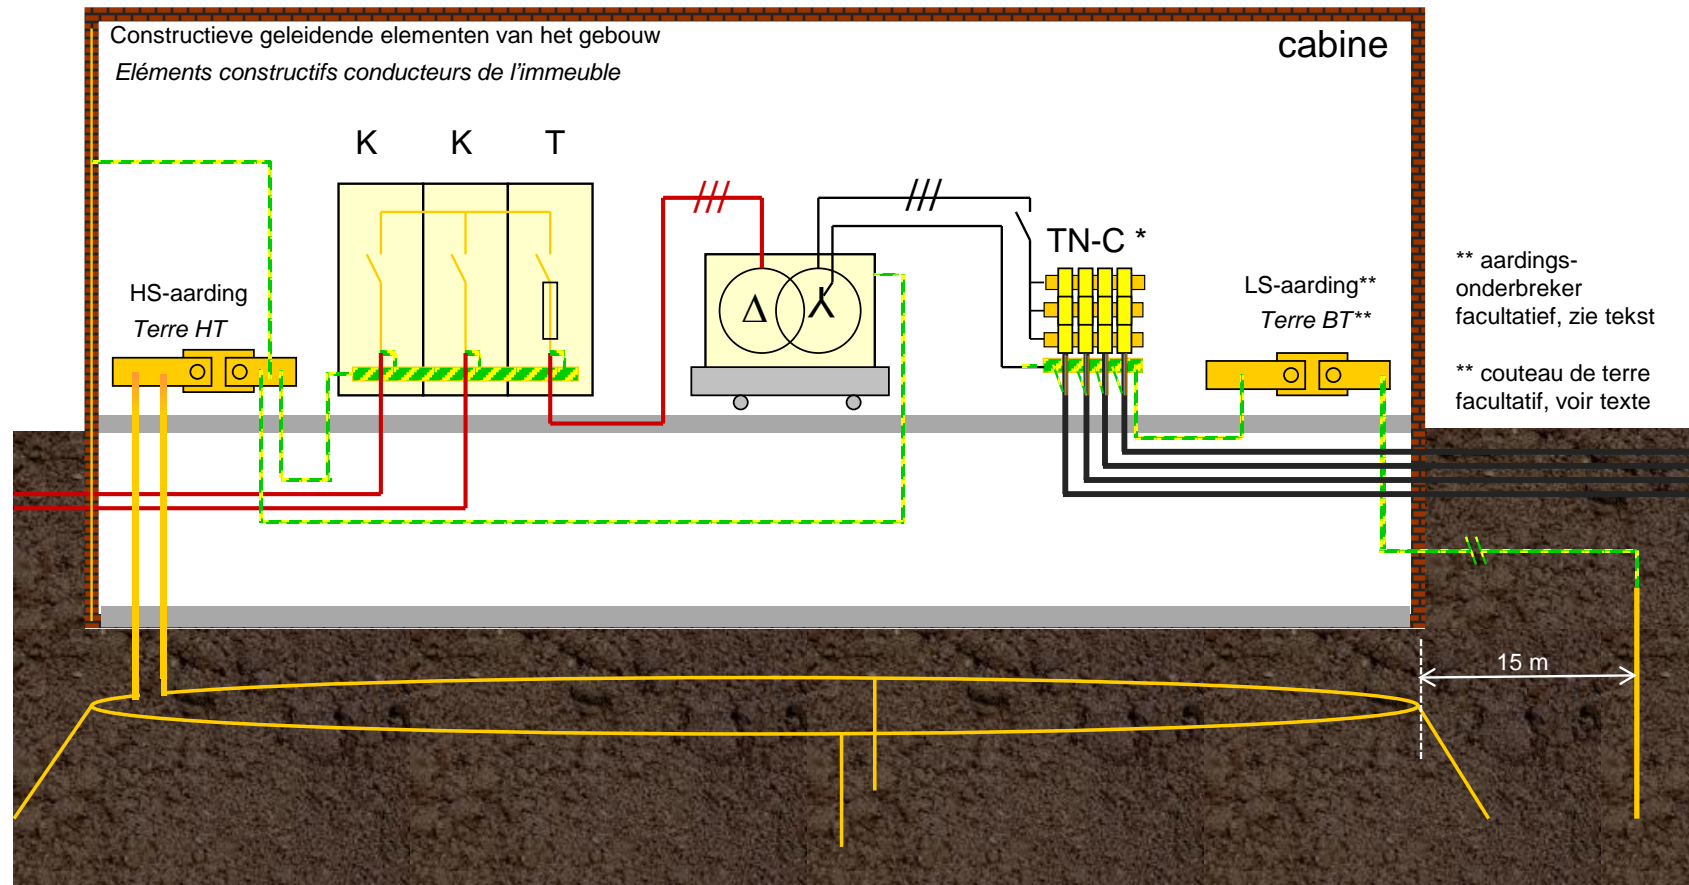 Constructieve geleidende elementen van het gebouw
Eléments constructifs conducteurs de l'immeuble
cabine
K K T
HS-aarding
Terre HT
Δ
TN-C *
LS-aarding**
Terre BT**
** aardings-
onderbreker
facultatief, zie tekst
** couteau de terre
facultatif, voir texte
15 m